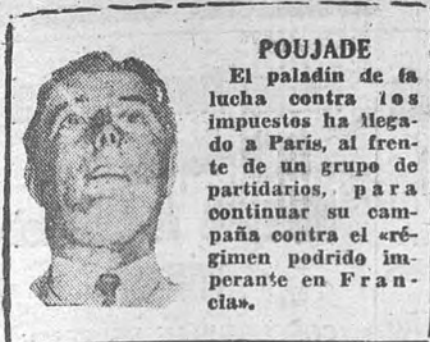 POUJADE
El paladín de la
lucha contra los
impuestos ha llega-
do a París, al fren-
te de un grupo de
partidarios, para
continuar su cam-
paña contra el «ré-
gimen podrido im-
perante en Fran-
cia».